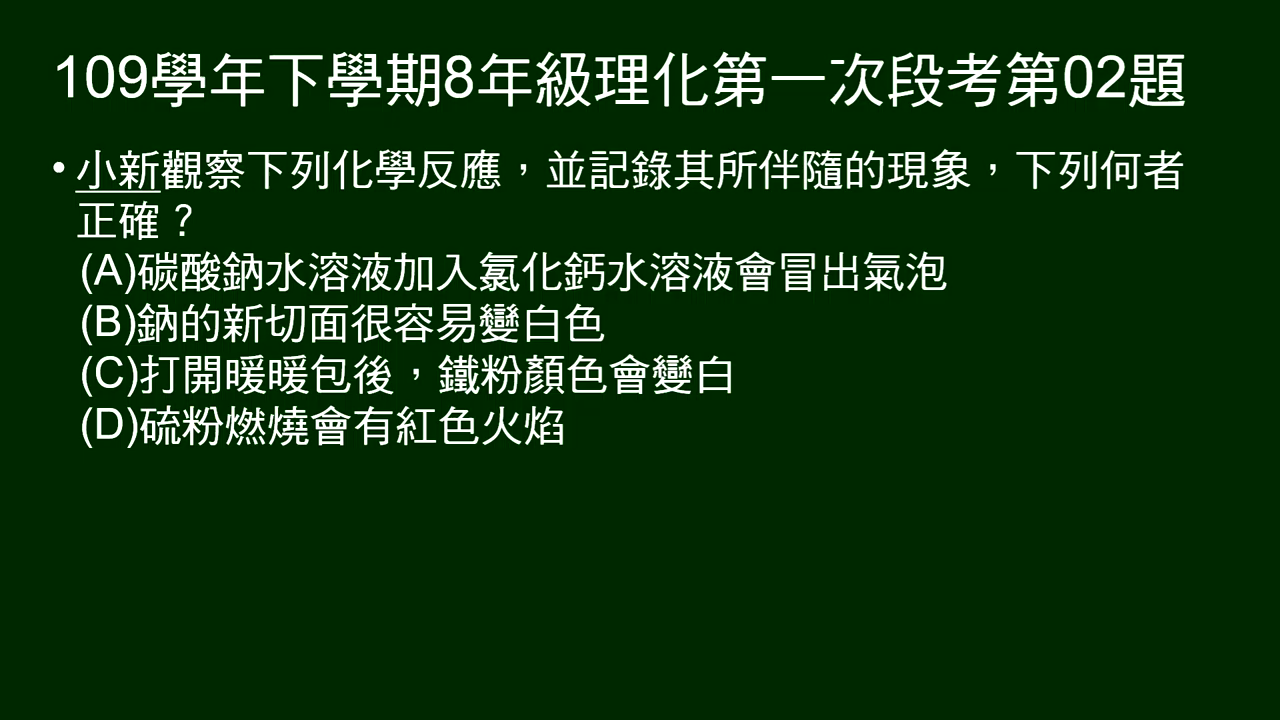 109學年下學期8年級理化第一次段考第02題
• 小新觀察下列化學反應，並記錄其所伴隨的現象，下列何者
正確？
(A)碳酸鈉水溶液加入氯化鈣水溶液會冒出氣泡
(B)鈉的新切面很容易變白色
(C)打開暖暖包後，鐵粉顏色會變白
(D)硫粉燃燒會有紅色火焰